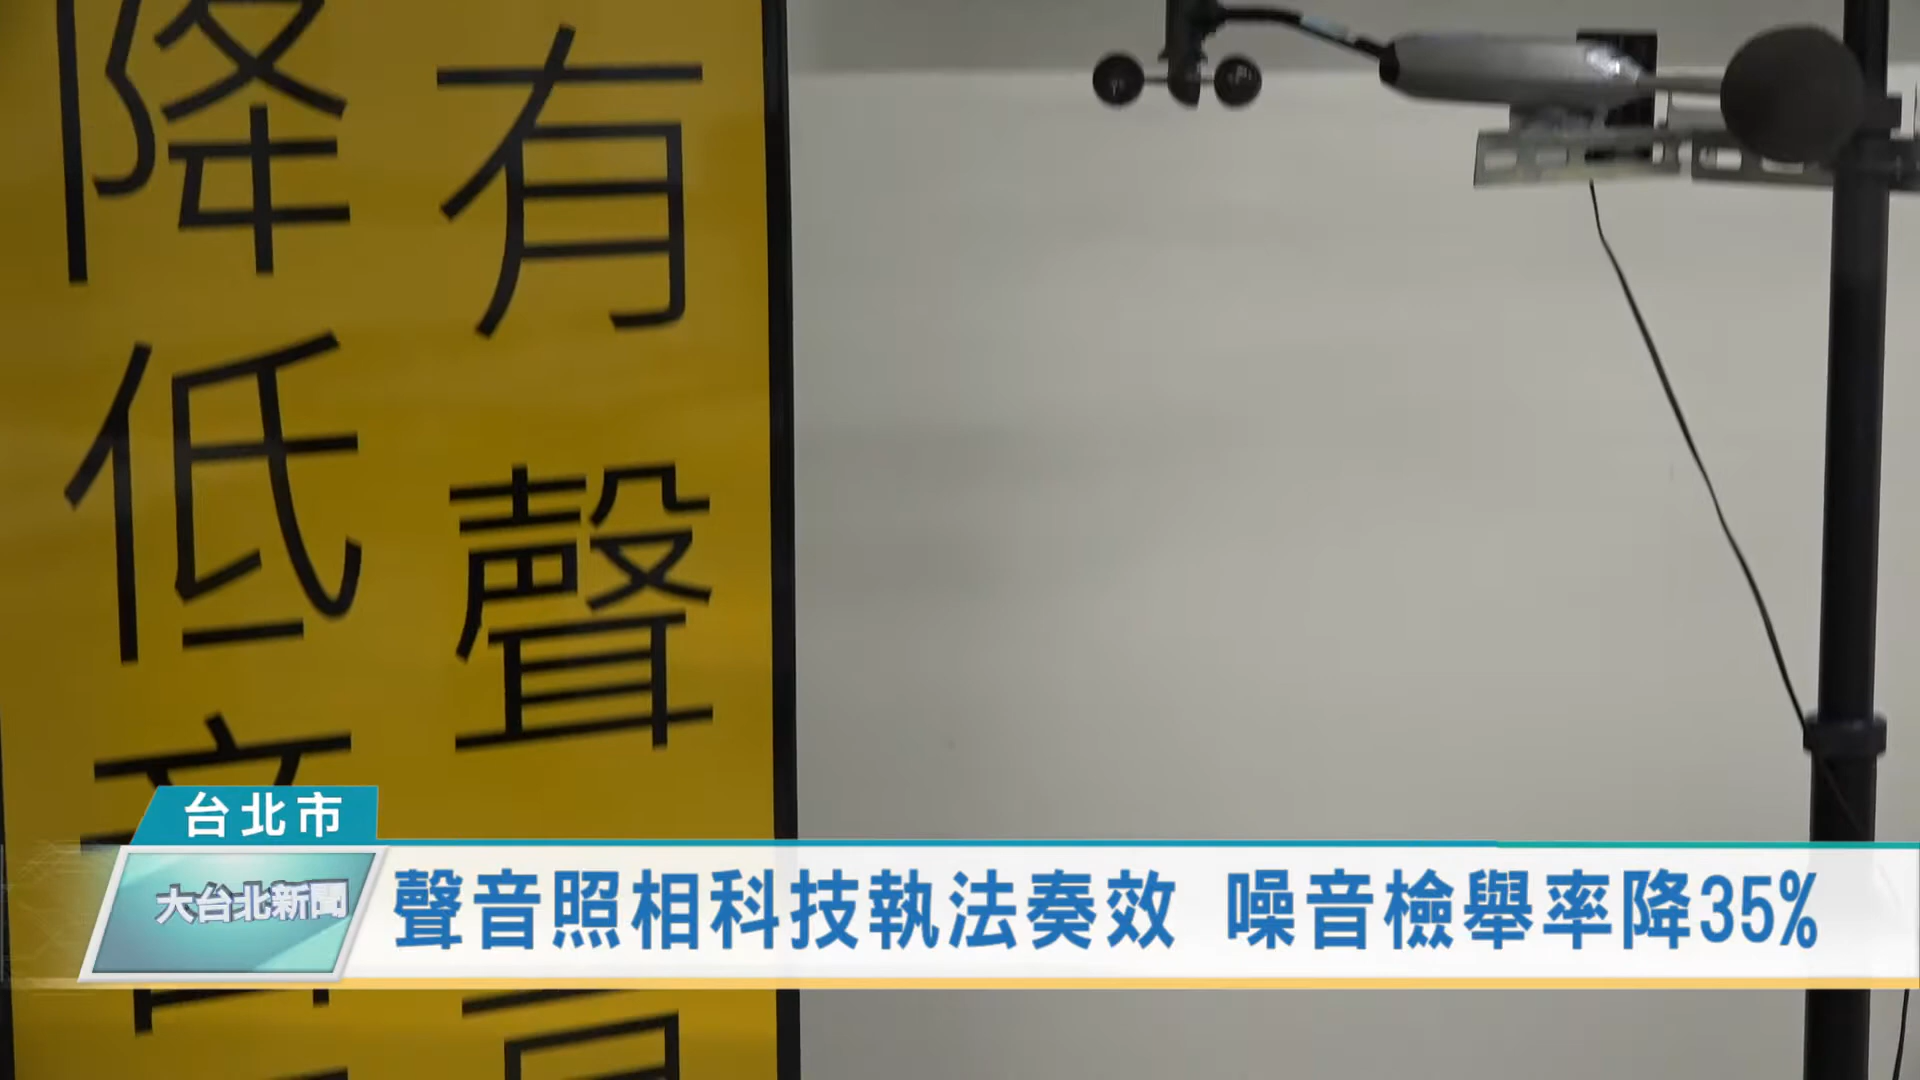 有聲
降低音
台北市
大台北新聞
聲音照相科技執法奏效 噪音檢舉率降35%